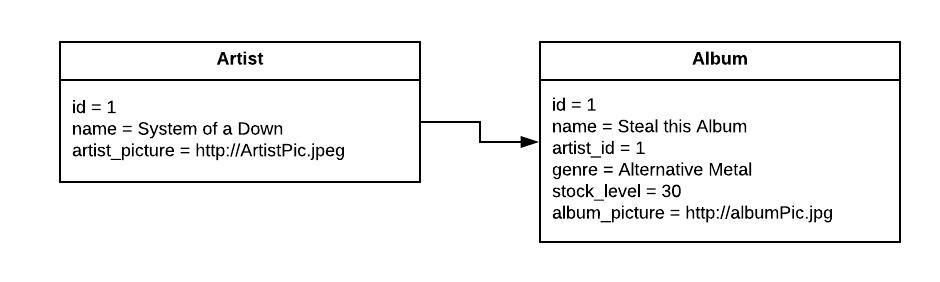 Artist
id = 1
name = System of a Down
artist_picture = http://ArtistPic.jpeg
Album
id = 1
name = Steal this Album
artist_id = 1
genre = Alternative Metal
stock_level = 30
album_picture = http://albumPic.jpg